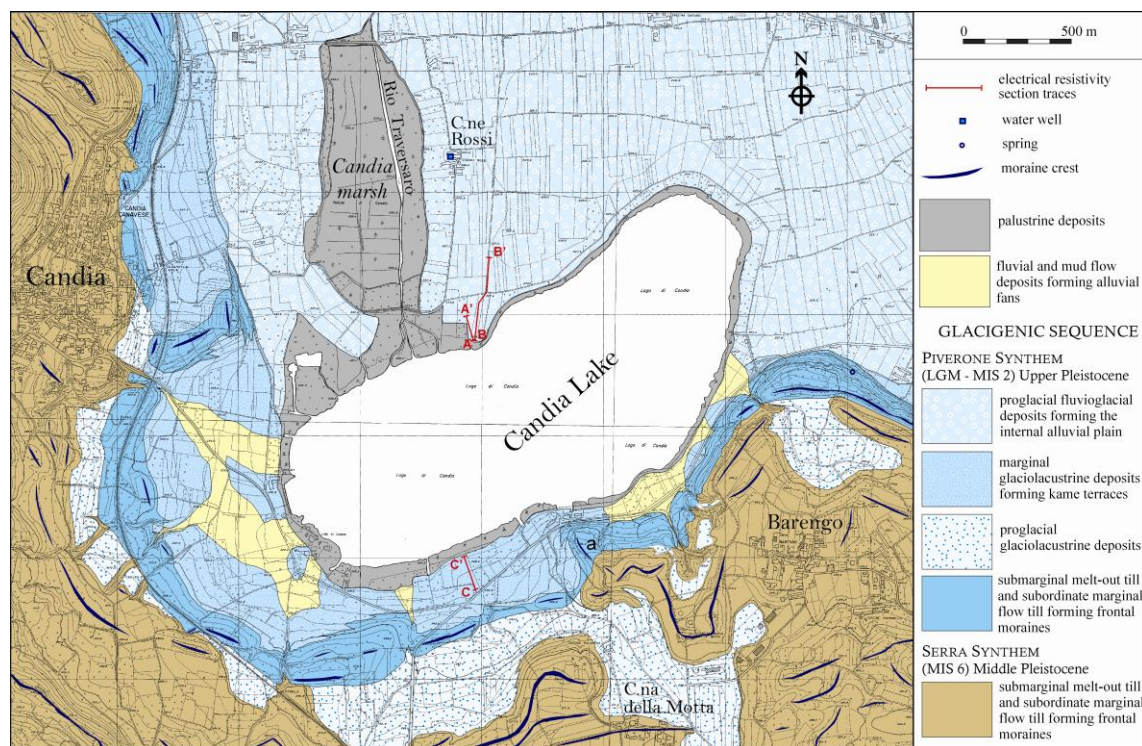 Rio
Traversaro
C.ne
Rossi
Candia
marsh
CANDIA
CANAVESE
N
Candia
B'
A'
B
A
Lago di Candia
Lago di Candia
Candia Lake
Lago di Candia
Lago di Candia
a
Barengo
C'
C
C.na
della Motta
0 500 m
electrical resistivity
section traces
water well
spring
moraine crest
palustrine deposits
fluvial and mud flow
deposits forming alluvial
fans
GLACIGENIC SEQUENCE
PIVERONE SYNTHEM
(LGM - MIS 2) Upper Pleistocene
proglacial fluvioglacial
deposits forming the
internal alluvial plain
marginal
glaciolacustrine deposits
forming kame terraces
proglacial
glaciolacustrine deposits
submarginal melt-out till
and subordinate marginal
flow till forming frontal
moraines
SERRA SYNTHEM
(MIS 6) Middle Pleistocene
submarginal melt-out till
and subordinate marginal
flow till forming frontal
moraines